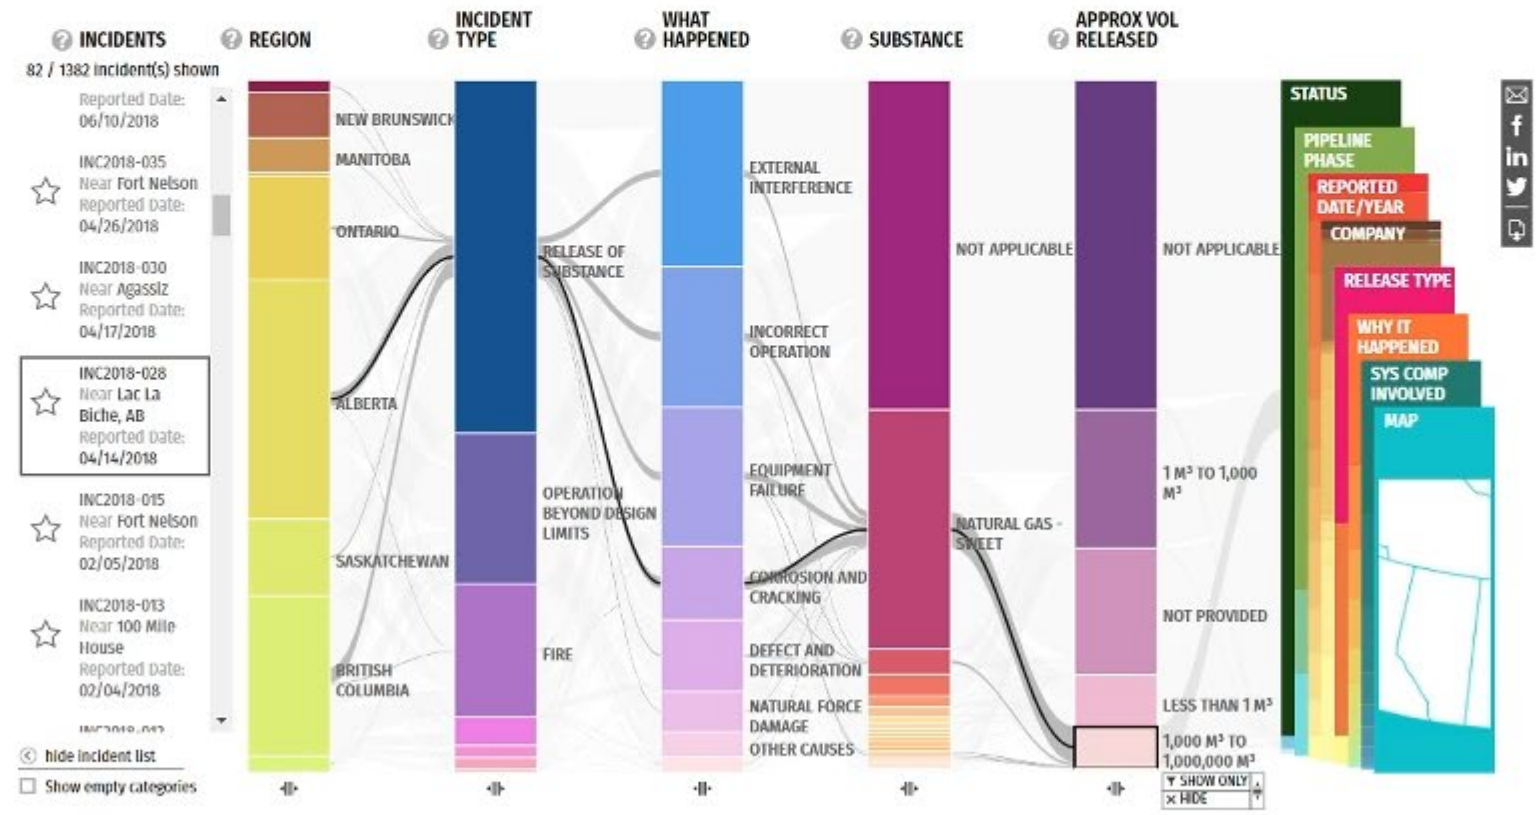 INCIDENTS
REGION
INCIDENT
TYPE
WHAT
HAPPENED
SUBSTANCE
APPROX VOL
RELEASED
82 / 1382 incident(s) shown
Reported Date:
06/10/2018
INC2018-035
Near Fort Nelson
Reported Date:
04/26/2018
INC2018-030
Near Agassiz
Reported Date:
04/17/2018
INC2018-028
Near Lac La
Biche, AB
Reported Date:
04/14/2018
INC2018-015
Near Fort Nelson
Reported Date:
02/05/2018
INC2018-013
Near 100 Mile
House
Reported Date:
02/04/2018
hide incident list
Show empty categories
NEW BRUNSWICK
MANITOBA
ONTARIO
ALBERTA
SASKATCHEWAN
BRITISH
COLUMBIA
RELEASE OF
SUBSTANCE
OPERATION
BEYOND DESIGN
LIMITS
FIRE
EXTERNAL
INTERFERENCE
INCORRECT
OPERATION
EQUIPMENT
FAILURE
CORROSION AND
CRACKING
DEFECT AND
DETERIORATION
NATURAL FORCE
DAMAGE
OTHER CAUSES
NOT APPLICABLE
NATURAL GAS -
SWEET
NOT APPLICABLE
1 M³ TO 1,000
M³
NOT PROVIDED
LESS THAN 1 M³
1,000 M³ TO
1,000,000 M³
SHOW ONLY
HIDE
STATUS
PIPELINE
PHASE
REPORTED
DATE/YEAR
COMPANY
RELEASE TYPE
WHY IT
HAPPENED
SYS COMP
INVOLVED
MAP